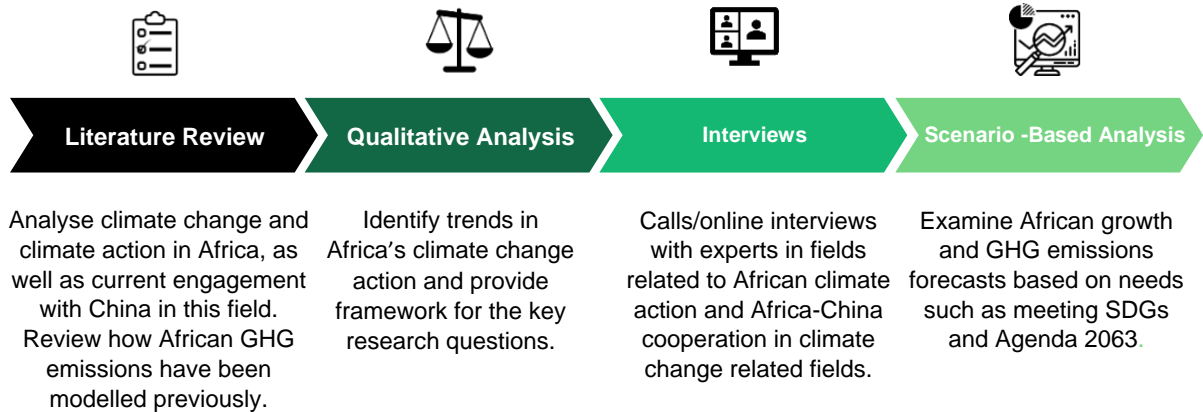 Literature Review
Qualitative Analysis
Interviews
Scenario -Based Analysis
Analyse climate change and
climate action in Africa, as
well as current engagement
with China in this field.
Review how African GHG
emissions have been
modelled previously.
Identify trends in
Africa’s climate change
action and provide
framework for the key
research questions.
Calls/online interviews
with experts in fields
related to African climate
action and Africa-China
cooperation in climate
change related fields.
Examine African growth
and GHG emissions
forecasts based on needs
such as meeting SDGs
and Agenda 2063.